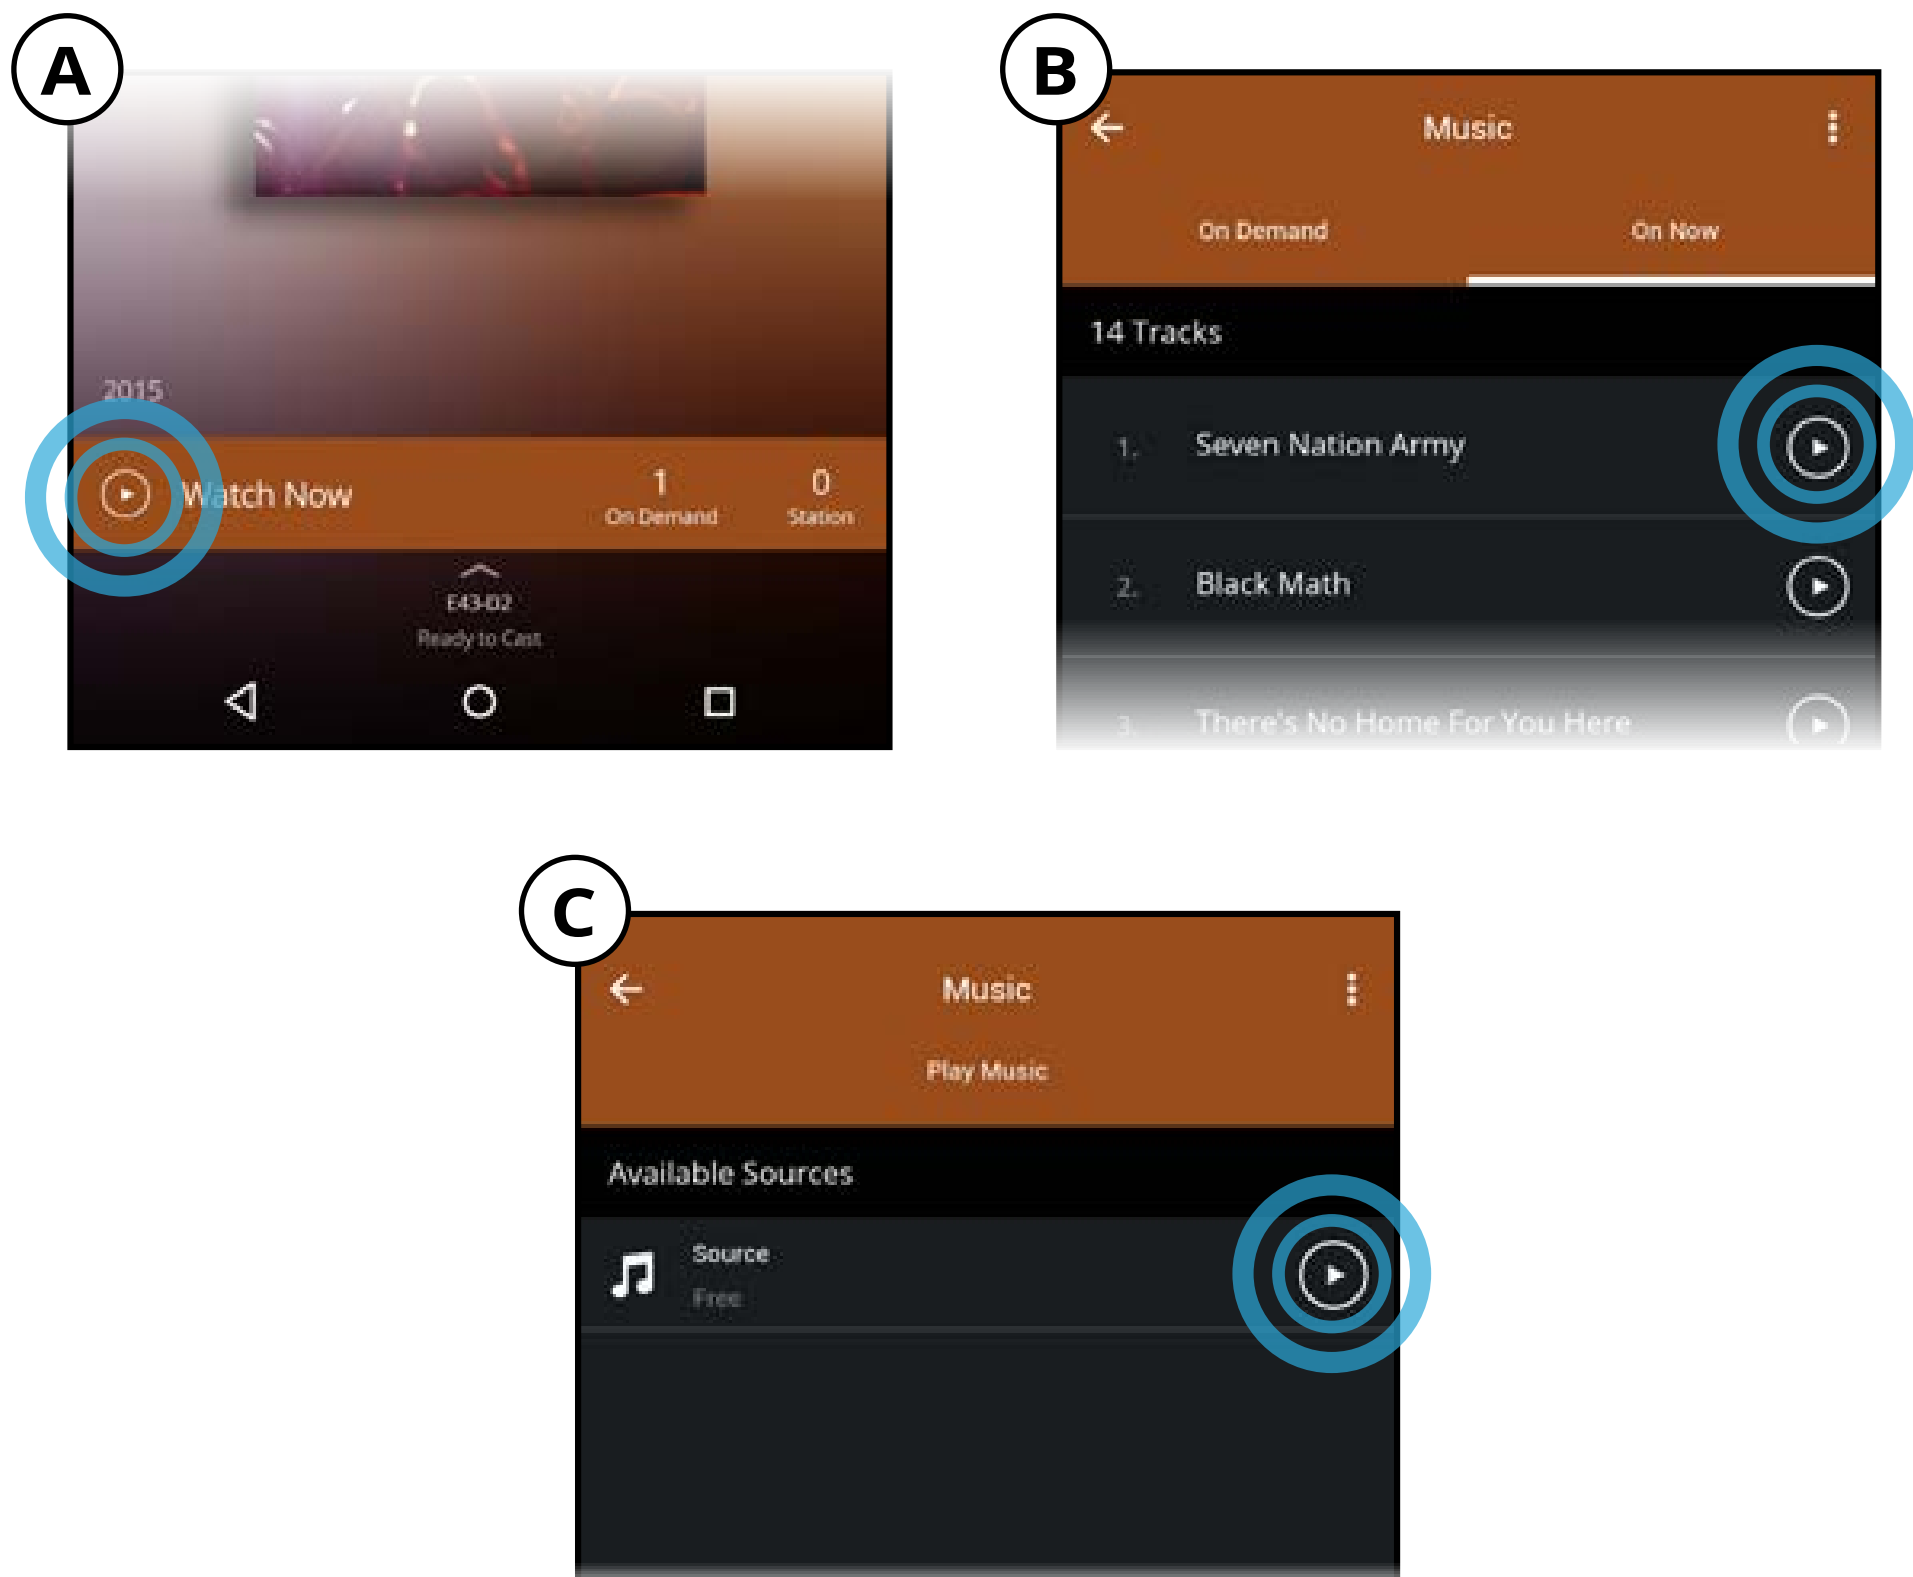 A
2015
Watch Now
1
On Demand
0
Station
E43-D2
Ready to Cast
B
Music
On Demand
On Now
14 Tracks
1. Seven Nation Army
2. Black Math
3. There's No Home For You Here
C
Music
Play Music
Available Sources
Source
Free